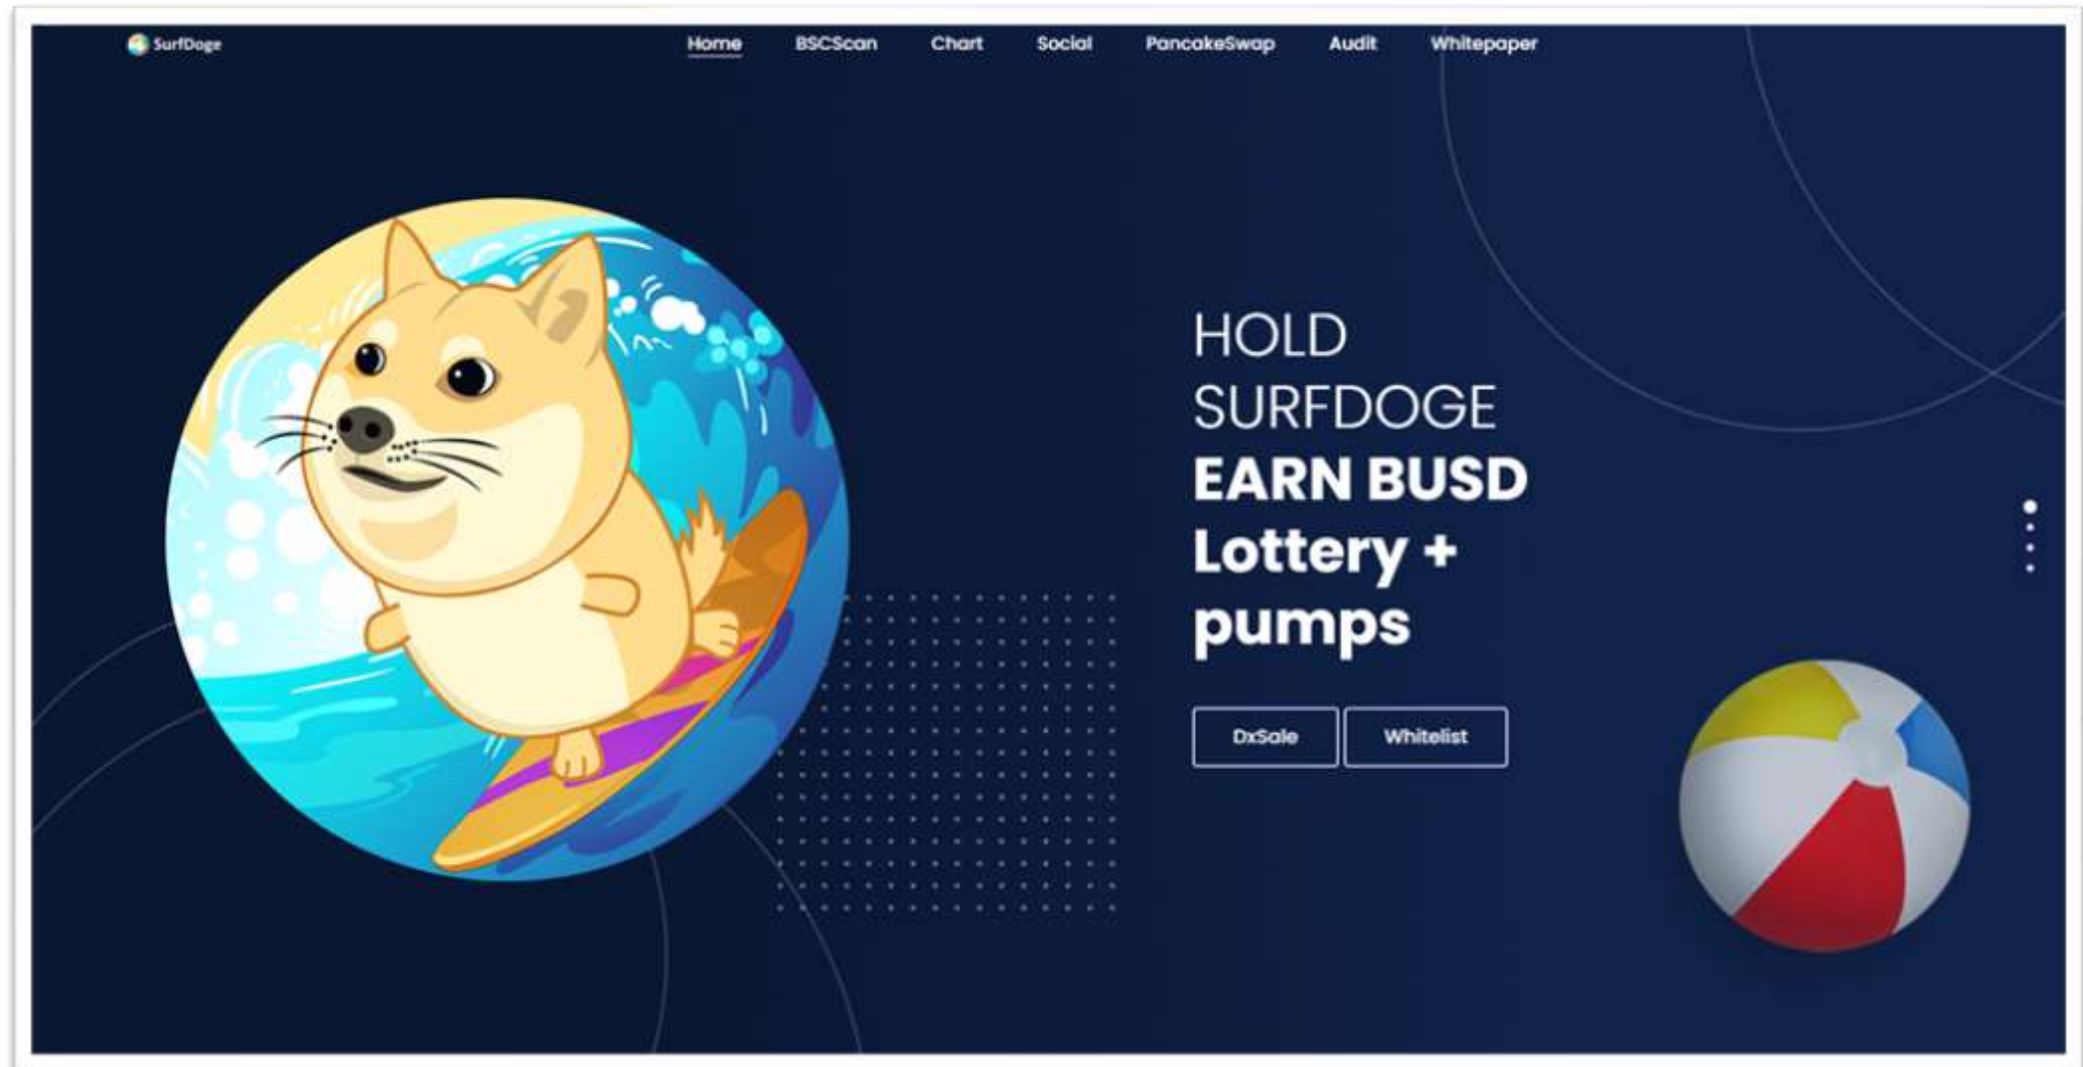 SurfDoge
Home BSCScan Chart Social PancakeSwap Audit Whitepaper
HOLD
SURFDOGE
EARN BUSD
Lottery +
pumps
DxSale Whitelist